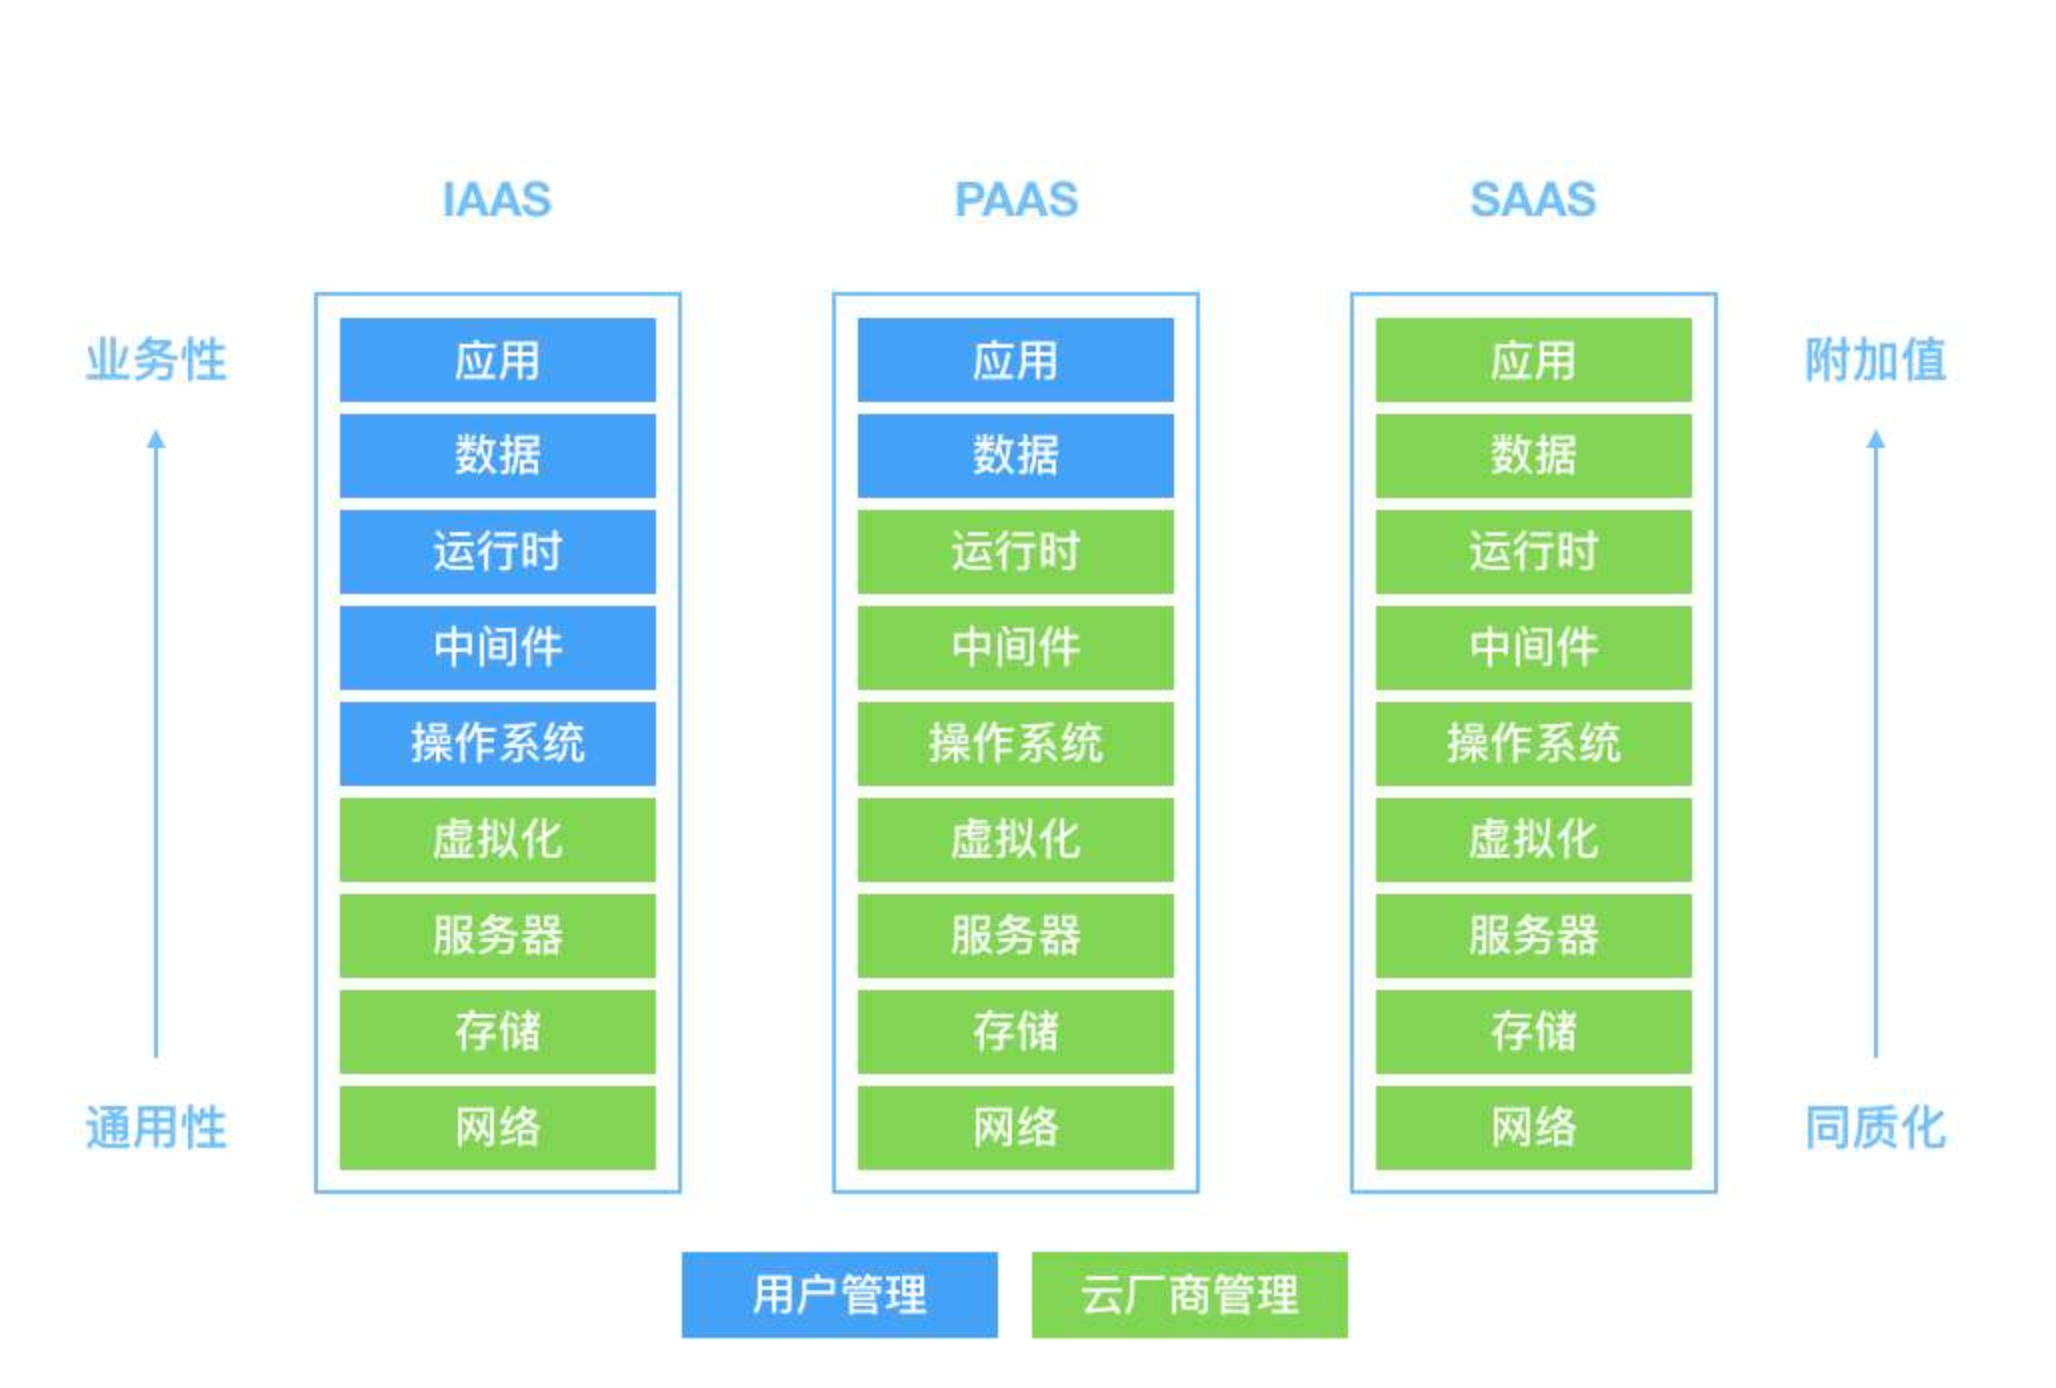 IAAS
PAAS
SAAS
业务性
通用性
应用
数据
运行时
中间件
操作系统
虚拟化
服务器
存储
网络
应用
数据
运行时
中间件
操作系统
虚拟化
服务器
存储
网络
应用
数据
运行时
中间件
操作系统
虚拟化
服务器
存储
网络
附加值
同质化
用户管理
云厂商管理